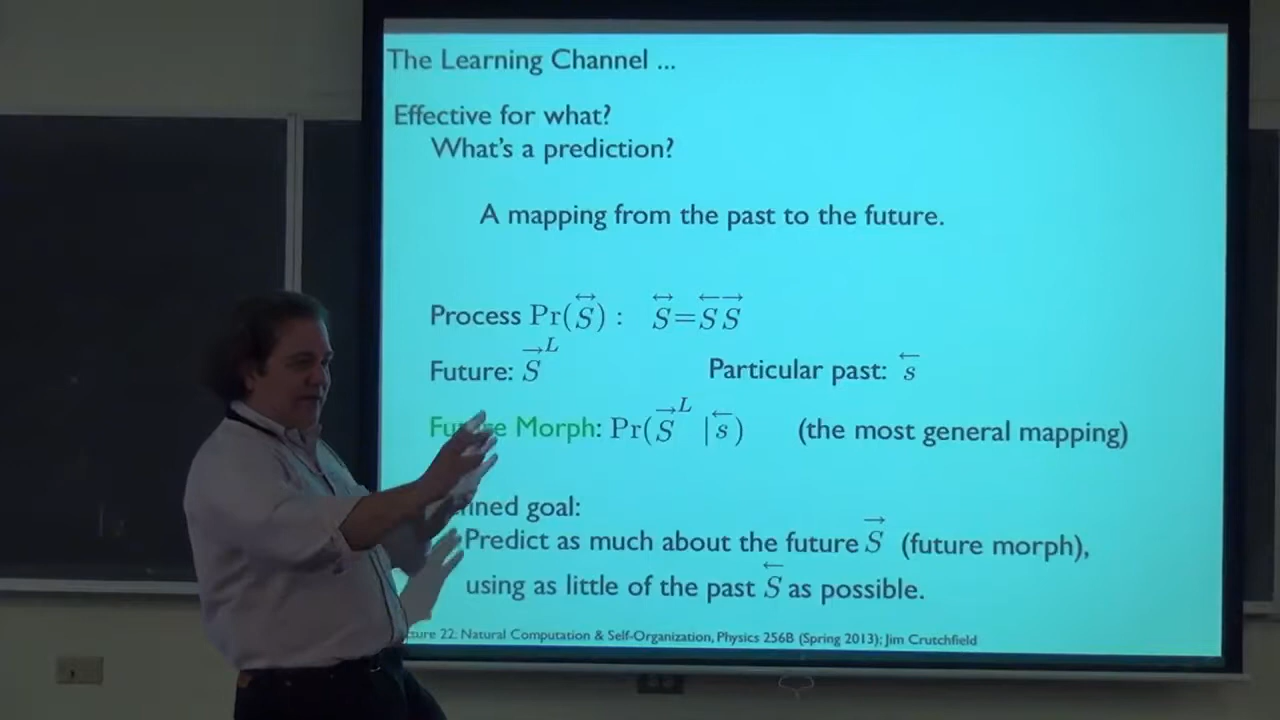 The Learning Channel ...
Effective for what?
What's a prediction?
A mapping from the past to the future.
Process Pr(S⃡) : S⃡=S⃖S⃗
Future: S⃗ᴸ Particular past: s⃖
Future Morph: Pr(S⃗ᴸ |s⃖) (the most general mapping)
goal:
Predict as much about the future S⃗ (future morph),
using as little of the past S⃖ as possible.
22: Natural Computation & Self-Organization, Physics 256B (Spring 2013); Jim Crutchfield